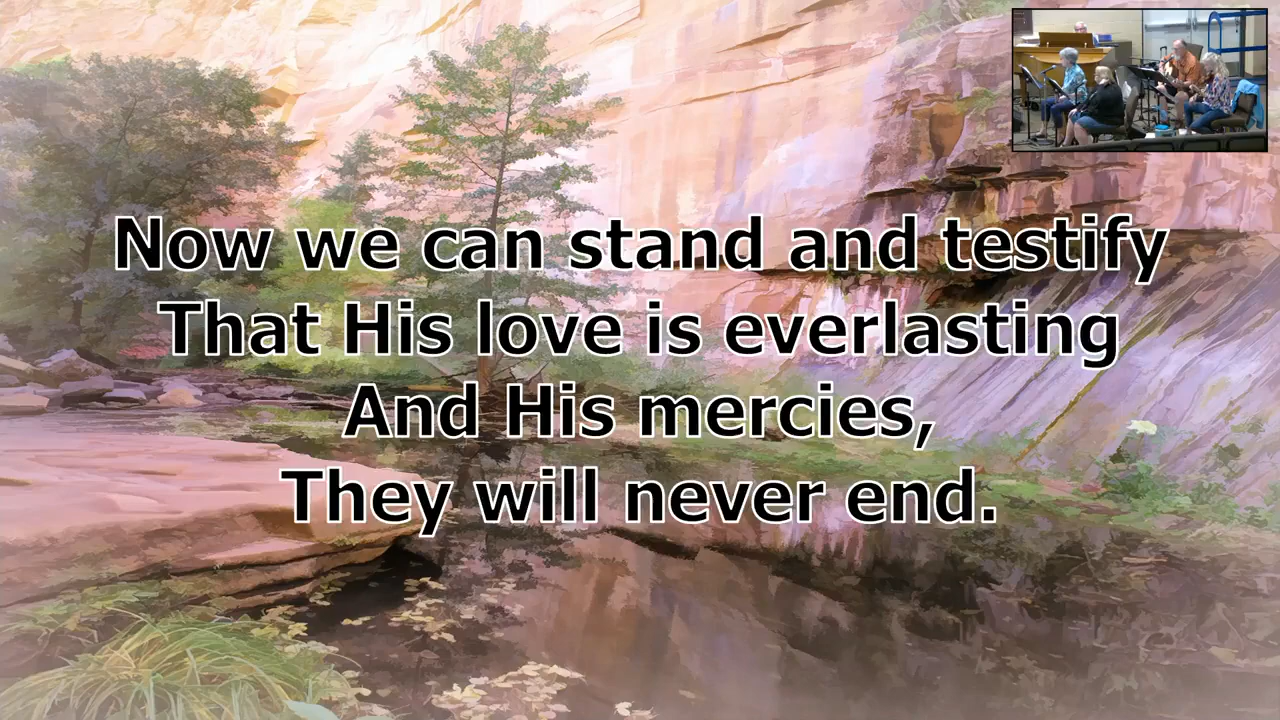 Now we can stand and testify
That His love is everlasting
And His mercies,
They will never end.